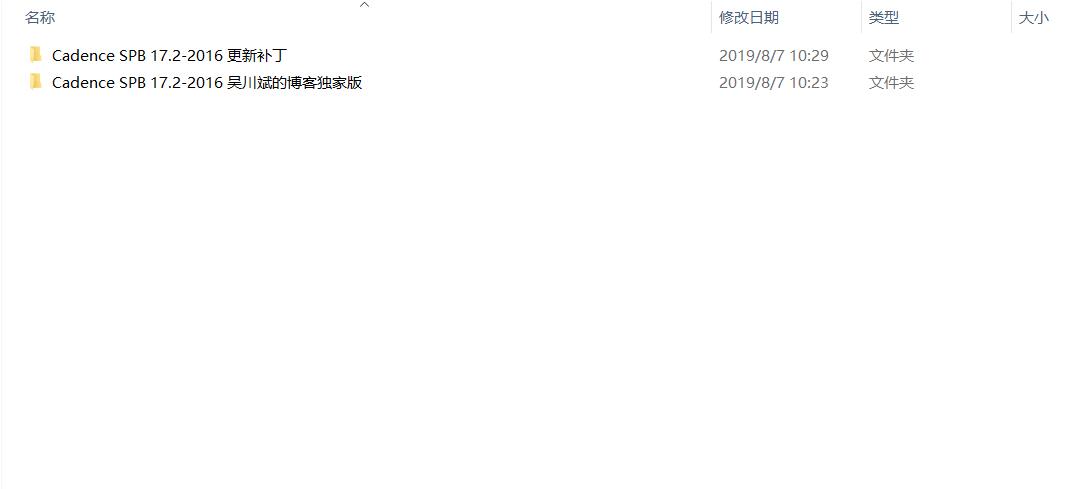 名称 修改日期 类型 大小
Cadence SPB 17.2-2016 更新补丁 2019/8/7 10:29 文件夹
Cadence SPB 17.2-2016 吴川斌的博客独家版 2019/8/7 10:23 文件夹